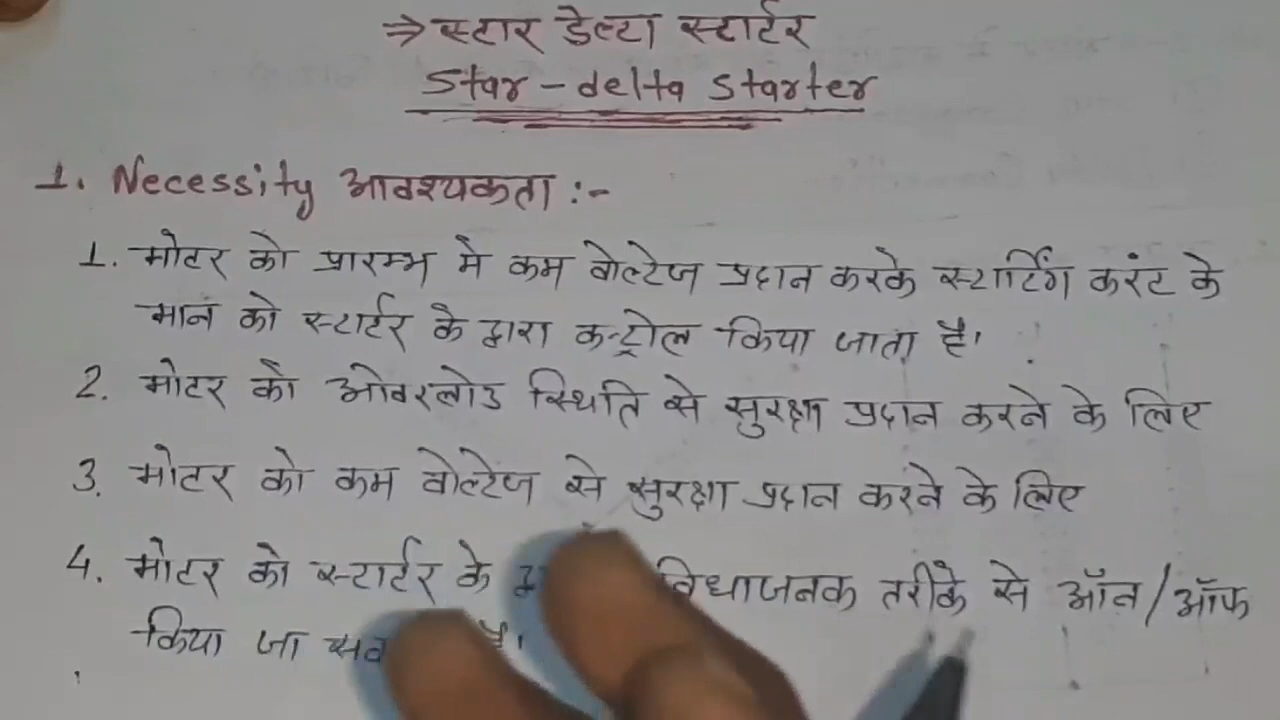 ⇒ स्टार डेल्टा स्टार्टर
Star-delta starter
1. Necessity आवश्यकता :-
1. मोटर को प्रारम्भ मे कम वोल्टेज प्रदान करके स्टार्टिंग करंट के
मान को स्टार्टर के द्वारा कन्ट्रोल किया जाता है।
2. मोटर को ओवरलोड स्थिति से सुरक्षा प्रदान करने के लिए
3. मोटर को कम वोल्टेज से सुरक्षा प्रदान करने के लिए
4. मोटर को स्टार्टर के तरीके से ऑन/ऑफ
किया जा है।